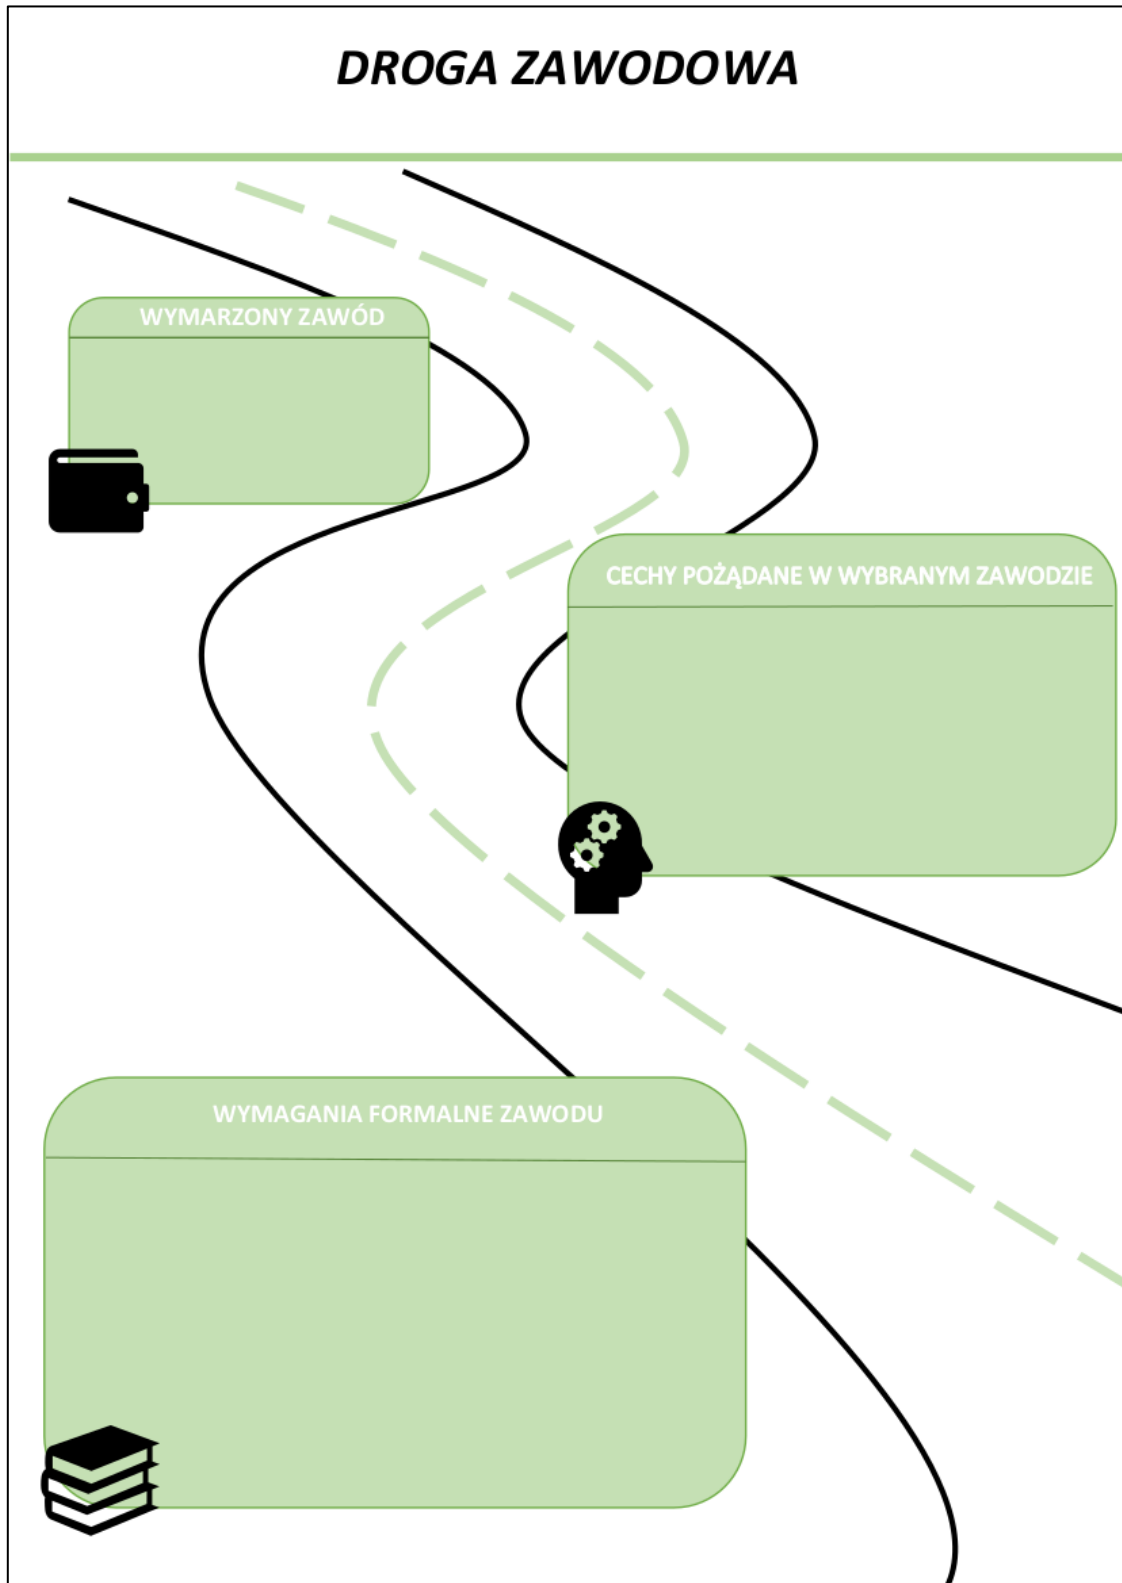 DROGA ZAWODOWA
WYMARZONY ZAWÓD
CECHY POŻĄDANE W WYBRANYM ZAWODZIE
WYMAGANIA FORMALNE ZAWODU